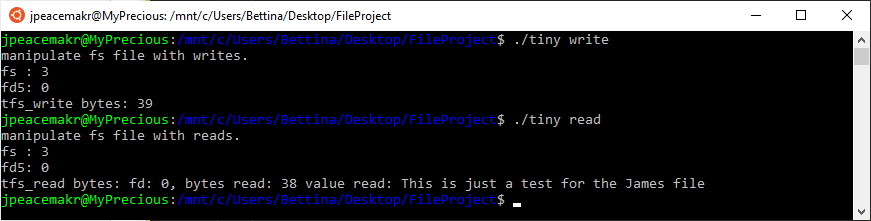 jpeacemakr@MyPrecious: /mnt/c/Users/Bettina/Desktop/FileProject
jpeacemakr@MyPrecious:/mnt/c/Users/Bettina/Desktop/FileProject$ ./tiny write
manipulate fs file with writes.
fs : 3
fd5: 0
tfs_write bytes: 39
jpeacemakr@MyPrecious:/mnt/c/Users/Bettina/Desktop/FileProject$ ./tiny read
manipulate fs file with reads.
fs : 3
fd5: 0
tfs_read bytes: fd: 0, bytes read: 38 value read: This is just a test for the James file
jpeacemakr@MyPrecious:/mnt/c/Users/Bettina/Desktop/FileProject$